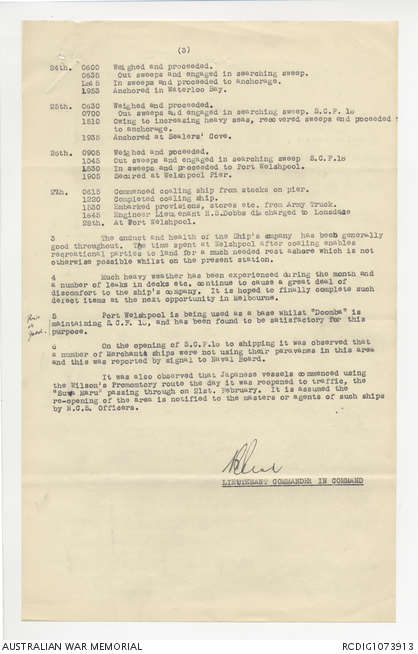 (3)
24th. 0600 Weighed and proceeded.
0635 Out sweeps and engaged in searching sweep.
1845 In sweeps and proceeded to anchorage.
1953 Anchored in Waterloo Bay.
25th. 0630 Weighed and proceeded.
0700 Out sweeps and engaged in searching sweep. S.C.F. 18
1510 Owing to increasing heavy seas, recovered sweeps and poceeded
to anchorage.
1935 Anchored at Sealers' Cove.
26th. 0905 Weighed and poceeded.
1045 Out sweeps and engaged in searching sweep S.C.F.18
1530 In sweeps and proceeded to Port Welshpool.
1905 Secured at Welshpool Pier.
27th. 0615 Commenced coaling ship from stocks on pier.
1220 Completed coaling ship.
1530 Embarked provisions, stores etc. from Army Truck.
1645 Engineer Lieutenant H.S.Dobbs discharged to Lonsdale
28th. At Port Welshpool.
3 The conduct and health of the Ship's company has been generally
good throughout. The time spent at Welshpool after coaling enables
recreational parties to land for a much needed rest ashore which is not
otherwise possible whilst on the present station.
4 Much heavy weather has been experienced during the month and
a number of leaks in decks etc. continue to cause a great deal of
discomfort to the ship's company. It is hoped to finally complete such
defect items at the next opportunity in Melbourne.
5 Port Welshpool is being used as a base whilst "Doomba" is
maintaining S.C.F. 18, and has been found to be satisfactory for this
purpose.
6 On the opening of S.C.F.18 to shipping it was observed that
a number of Merchant ships were not using their paravanes in this area
and this was reported by signal to Naval Board.
It was also observed that Japanese vessels commenced using
the Wilson's Promontory route the day it was reopened to traffic, the
"Suva Maru" passing through on 21st. February. It is assumed the
re-opening of the area is notified to the masters or agents of such ships
by N.C.S. Officers.
LIEUTENANT COMMANDER IN COMMAND
AUSTRALIAN WAR MEMORIAL
RCDIG1073913